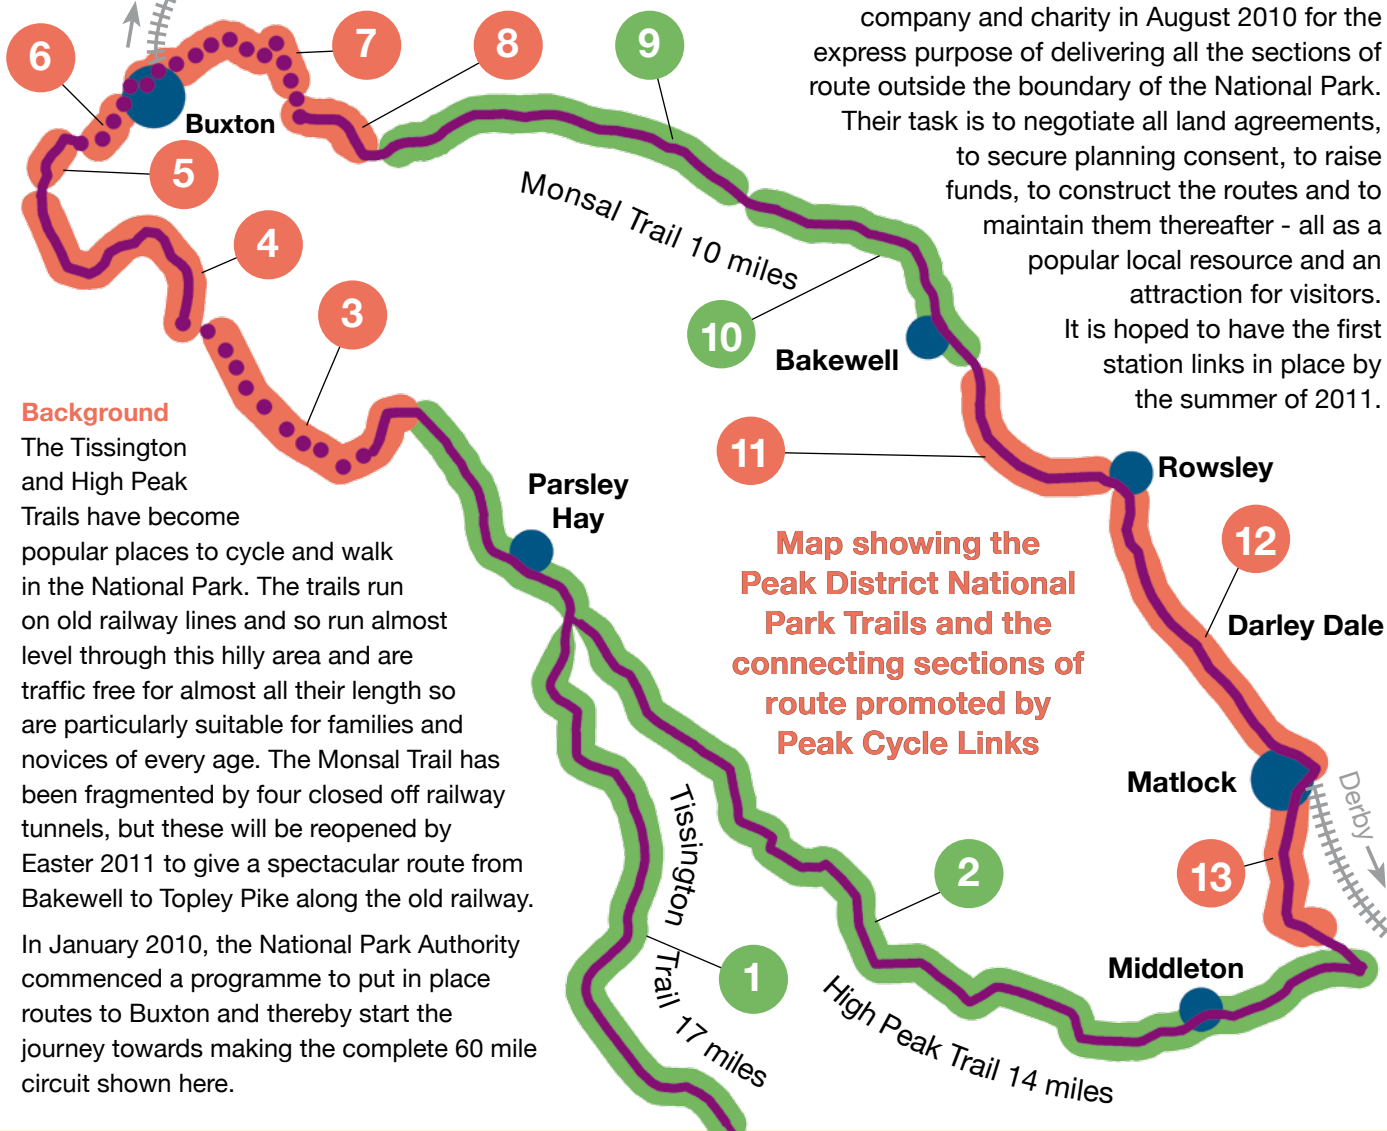 company and charity in August 2010 for the
express purpose of delivering all the sections of
route outside the boundary of the National Park.
Their task is to negotiate all land agreements,
to secure planning consent, to raise
funds, to construct the routes and to
maintain them thereafter - all as a
popular local resource and an
attraction for visitors.
It is hoped to have the first
station links in place by
the summer of 2011.
6
7
8
9
Buxton
5
Monsal Trail 10 miles
4
3
10
Bakewell
11
Rowsley
Parsley
Hay
12
Darley Dale
Map showing the
Peak District National
Park Trails and the
connecting sections of
route promoted by
Peak Cycle Links
Matlock
Derby
13
2
Tissington Trail 17 miles
1
Middleton
High Peak Trail 14 miles
Background
The Tissington
and High Peak
Trails have become
popular places to cycle and walk
in the National Park. The trails run
on old railway lines and so run almost
level through this hilly area and are
traffic free for almost all their length so
are particularly suitable for families and
novices of every age. The Monsal Trail has
been fragmented by four closed off railway
tunnels, but these will be reopened by
Easter 2011 to give a spectacular route from
Bakewell to Topley Pike along the old railway.
In January 2010, the National Park Authority
commenced a programme to put in place
routes to Buxton and thereby start the
journey towards making the complete 60 mile
circuit shown here.